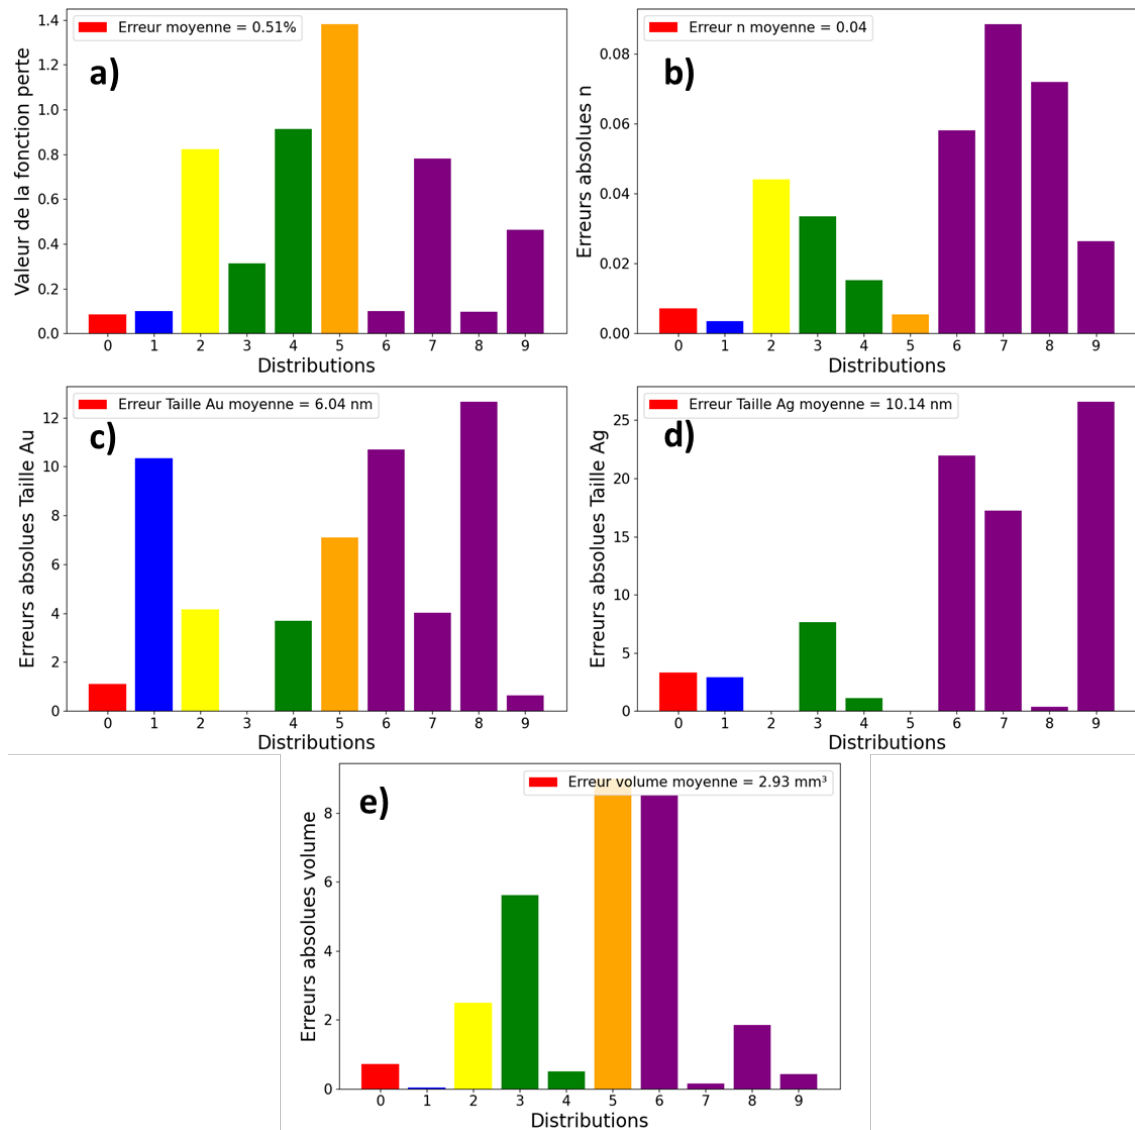 Erreur moyenne = 0.51%
a)
Valeur de la fonction perte
1.4
1.2
1.0
0.8
0.6
0.4
0.2
0.0
0 1 2 3 4 5 6 7 8 9
Distributions
Erreur n moyenne = 0.04
b)
Erreurs absolues n
0.08
0.06
0.04
0.02
0.00
0 1 2 3 4 5 6 7 8 9
Distributions
Erreur Taille Au moyenne = 6.04 nm
c)
Erreurs absolues Taille Au
12
10
8
6
4
2
0
0 1 2 3 4 5 6 7 8 9
Distributions
Erreur Taille Ag moyenne = 10.14 nm
d)
Erreurs absolues Taille Ag
25
20
15
10
5
0
0 1 2 3 4 5 6 7 8 9
Distributions
Erreur volume moyenne = 2.93 mm³
e)
Erreurs absolues volume
8
6
4
2
0
0 1 2 3 4 5 6 7 8 9
Distributions